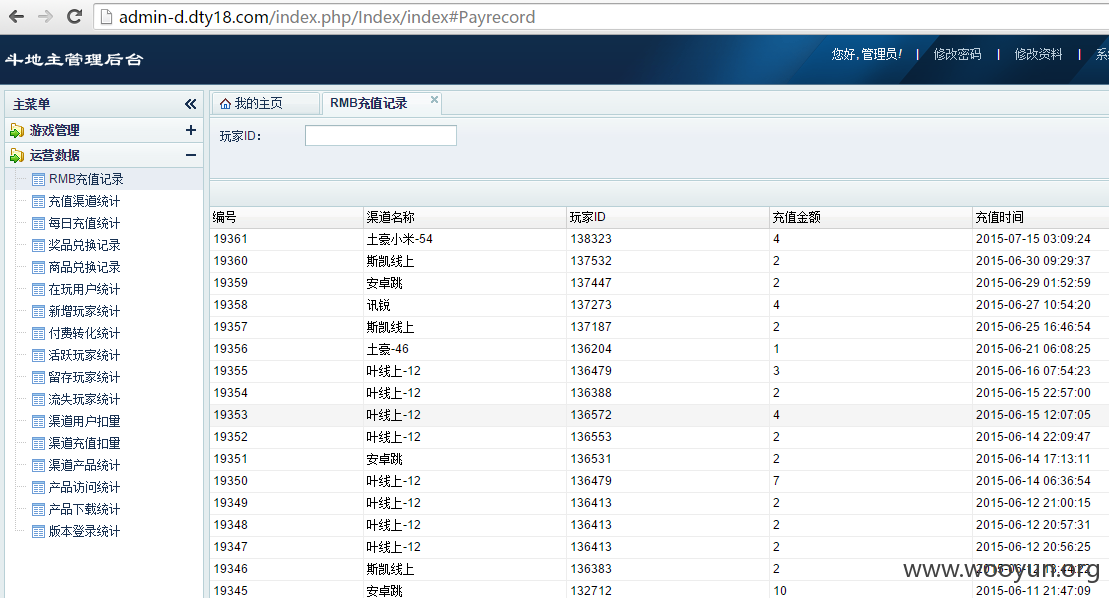 admin-d.dty18.com/index.php/Index/index#Payrecord
斗地主管理后台
您好,管理员! | 修改密码 | 修改资料 | 系
主菜单
游戏管理
运营数据
RMB充值记录
充值渠道统计
每日充值统计
奖品兑换记录
商品兑换记录
在玩用户统计
新增玩家统计
付费转化统计
活跃玩家统计
留存玩家统计
流失玩家统计
渠道用户扣量
渠道充值扣量
渠道产品统计
产品访问统计
产品下载统计
版本登录统计
我的主页 RMB充值记录
玩家ID：
编号 渠道名称 玩家ID 充值金额 充值时间
19361 土豪小米-54 138323 4 2015-07-15 03:09:24
19360 斯凯线上 137532 2 2015-06-30 09:29:37
19359 安卓跳 137447 2 2015-06-29 01:52:59
19358 讯锐 137273 4 2015-06-27 10:54:20
19357 斯凯线上 137187 2 2015-06-25 16:46:54
19356 土豪-46 136204 1 2015-06-21 06:08:25
19355 叶线上-12 136479 3 2015-06-16 07:54:23
19354 叶线上-12 136388 2 2015-06-15 22:57:00
19353 叶线上-12 136572 4 2015-06-15 12:07:05
19352 叶线上-12 136553 2 2015-06-14 22:09:47
19351 安卓跳 136531 2 2015-06-14 17:13:11
19350 叶线上-12 136479 7 2015-06-14 06:36:54
19349 叶线上-12 136413 2 2015-06-12 21:00:15
19348 叶线上-12 136413 2 2015-06-12 20:57:31
19347 叶线上-12 136413 2 2015-06-12 20:56:25
19346 斯凯线上 136383 2 2015-06-12
19345 安卓跳 132712 10 2015-06-11 21:47:09
www.wooyun.org